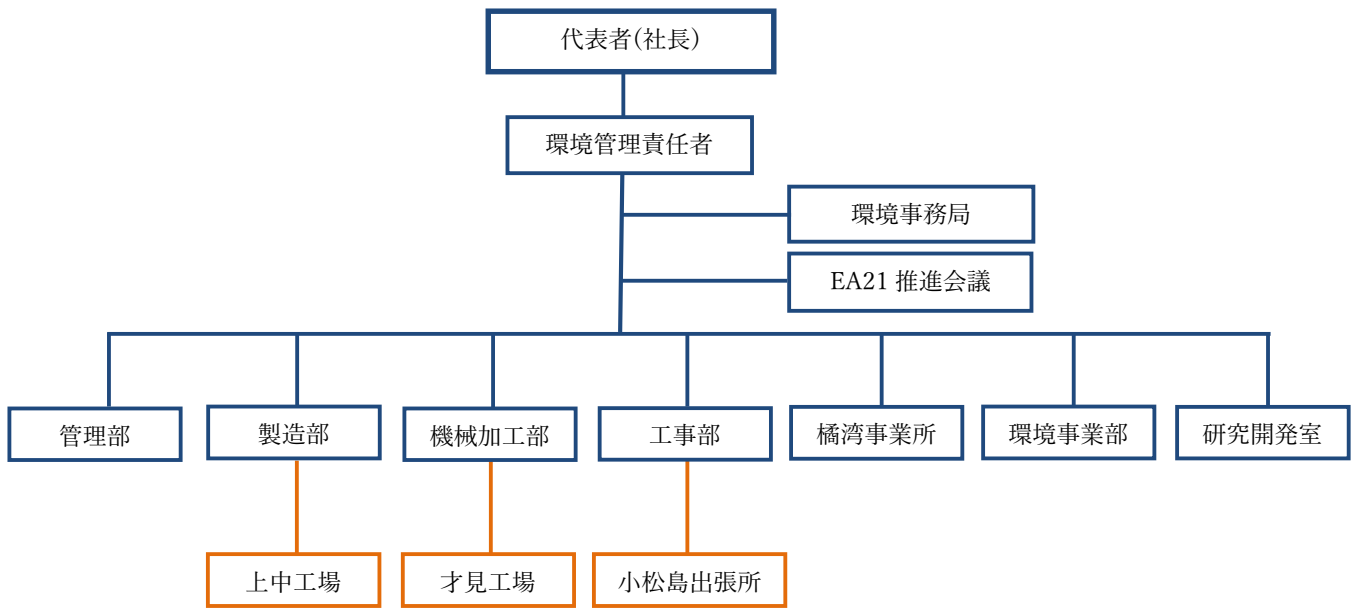 代表者(社長)
環境管理責任者
環境事務局
EA21 推進会議
管理部
製造部
機械加工部
工事部
橘湾事業所
環境事業部
研究開発室
上中工場
才見工場
小松島出張所